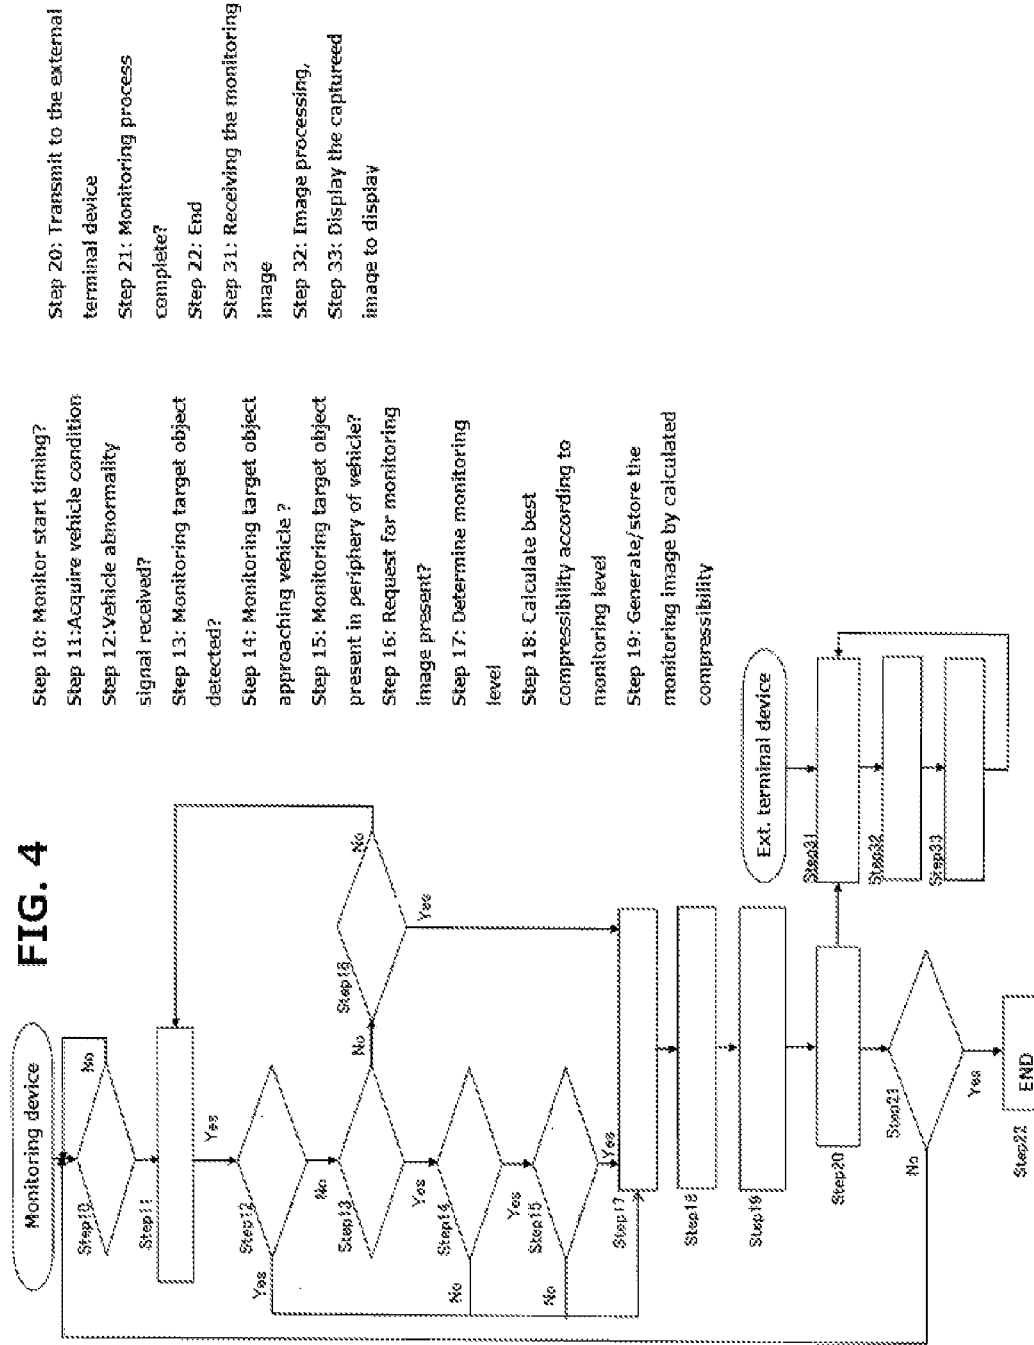 FIG. 4
Monitoring device
No
Step10
Step11
Yes
Step12
Yes
No
Step13
No
Step16
No
Yes
Yes
Step14
No
Yes
Step15
No
Yes
Step17
Step18
Step19
Step20
Step21
No
Yes
Step22
END
Ext. terminal device
Step31
Step32
Step33
Step 10: Monitor start timing?
Step 11:Acquire vehicle condition
Step 12:Vehicle abnormality
signal received?
Step 13: Monitoring target object
detected?
Step 14: Monitoring target object
approaching vehicle ?
Step 15: Monitoring target object
present in periphery of vehicle?
Step 16: Request for monitoring
image present?
Step 17: Determine monitoring
level
Step 18: Calculate best
compressibility according to
monitoring level
Step 19: Generate/store the
monitoring image by calculated
compressibility
Step 20: Transmit to the external
terminal device
Step 21: Monitoring process
complete?
Step 22: End
Step 31: Receiving the monitoring
image
Step 32: Image processing,
Step 33: Display the captureed
image to display